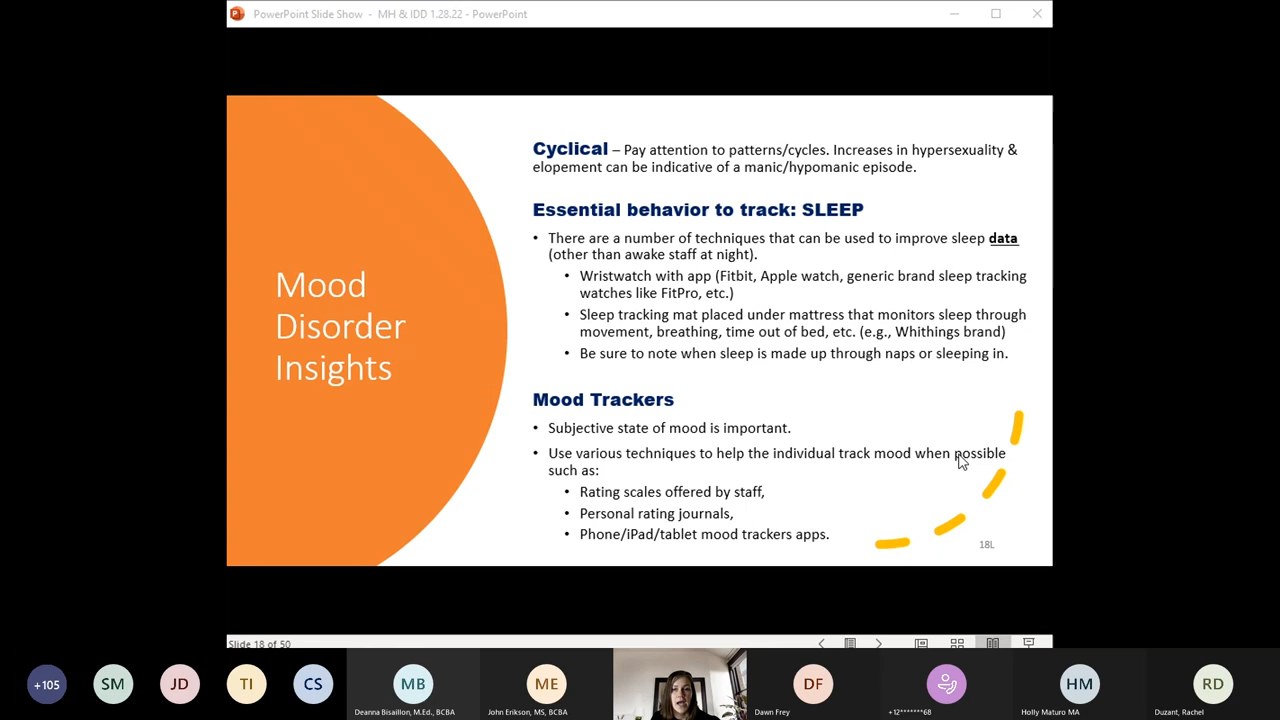 PowerPoint Slide Show - MH & IDD 1.28.22 - PowerPoint
Mood
Disorder
Insights
Cyclical – Pay attention to patterns/cycles. Increases in hypersexuality &
elopement can be indicative of a manic/hypomanic episode.
Essential behavior to track: SLEEP
• There are a number of techniques that can be used to improve sleep data
(other than awake staff at night).
• Wristwatch with app (Fitbit, Apple watch, generic brand sleep tracking
watches like FitPro, etc.)
• Sleep tracking mat placed under mattress that monitors sleep through
movement, breathing, time out of bed, etc. (e.g., Whithings brand)
• Be sure to note when sleep is made up through naps or sleeping in.
Mood Trackers
• Subjective state of mood is important.
• Use various techniques to help the individual track mood when possible
such as:
• Rating scales offered by staff,
• Personal rating journals,
• Phone/iPad/tablet mood trackers apps.
18L
Slide 18 of 50
+105
SM
JD
TI
CS
MB
ME
DF
HM
RD
Deanna Bisaillon, M.Ed., BCBA
John Erikson, MS, BCBA
Dawn Frey
+12*******68
Holly Maturo MA
Duzant, Rachel